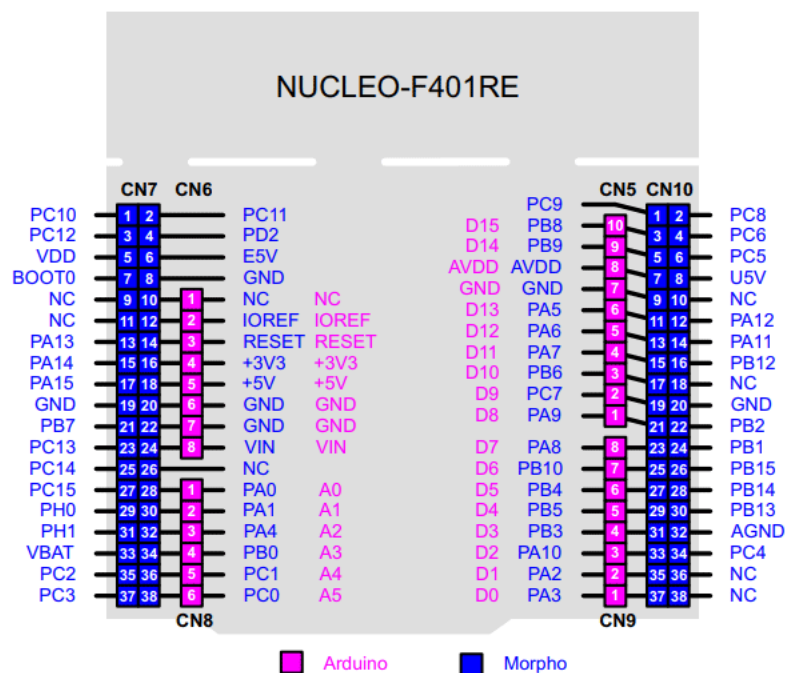 NUCLEO-F401RE
CN7 CN6 CN5 CN10
PC9
PC10 1 2 PC11 1 2 PC8
D15 PB8 10
PC12 3 4 PD2 3 4 PC6
D14 PB9 9
VDD 5 6 E5V 5 6 PC5
AVDD AVDD 8
BOOT0 7 8 GND 7 8 U5V
GND GND 7
NC 9 10 1 NC NC 9 10 NC
D13 PA5 6
NC 11 12 2 IOREF IOREF 11 12 PA12
D12 PA6 5
PA13 13 14 3 RESET RESET 13 14 PA11
D11 PA7 4
PA14 15 16 4 +3V3 +3V3 15 16 PB12
D10 PB6 3
PA15 17 18 5 +5V +5V 17 18 NC
D9 PC7 2
GND 19 20 6 GND GND 19 20 GND
D8 PA9 1
PB7 21 22 7 GND GND 21 22 PB2
PC13 23 24 8 VIN VIN D7 PA8 8 23 24 PB1
PC14 25 26 NC D6 PB10 7 25 26 PB15
PC15 27 28 1 PA0 A0 D5 PB4 6 27 28 PB14
PH0 29 30 2 PA1 A1 D4 PB5 5 29 30 PB13
PH1 31 32 3 PA4 A2 D3 PB3 4 31 32 AGND
VBAT 33 34 4 PB0 A3 D2 PA10 3 33 34 PC4
PC2 35 36 5 PC1 A4 D1 PA2 2 35 36 NC
PC3 37 38 6 PC0 A5 D0 PA3 1 37 38 NC
CN8 CN9
Arduino Morpho